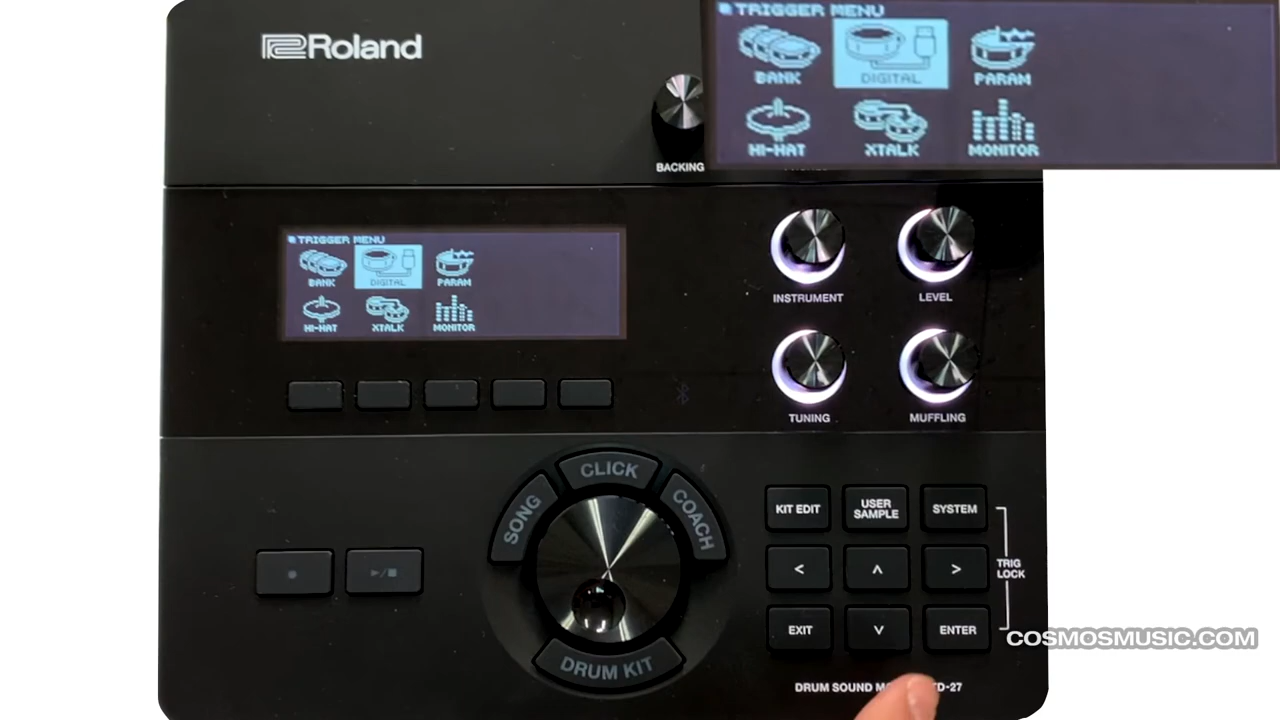 TRIGGER MENU
BANK DIGITAL PARAM
HI-HAT XTALK MONITOR
Roland
BACKING
TRIGGER MENU
BANK DIGITAL PARAM
HI-HAT XTALK MONITOR
INSTRUMENT LEVEL
TUNING MUFFLING
SONG CLICK COACH
DRUM KIT
KIT EDIT
USER
SAMPLE
SYSTEM
< ∧ >
TRIG
LOCK
EXIT ∨ ENTER
COSMOSMUSIC.COM
DRUM SOUND